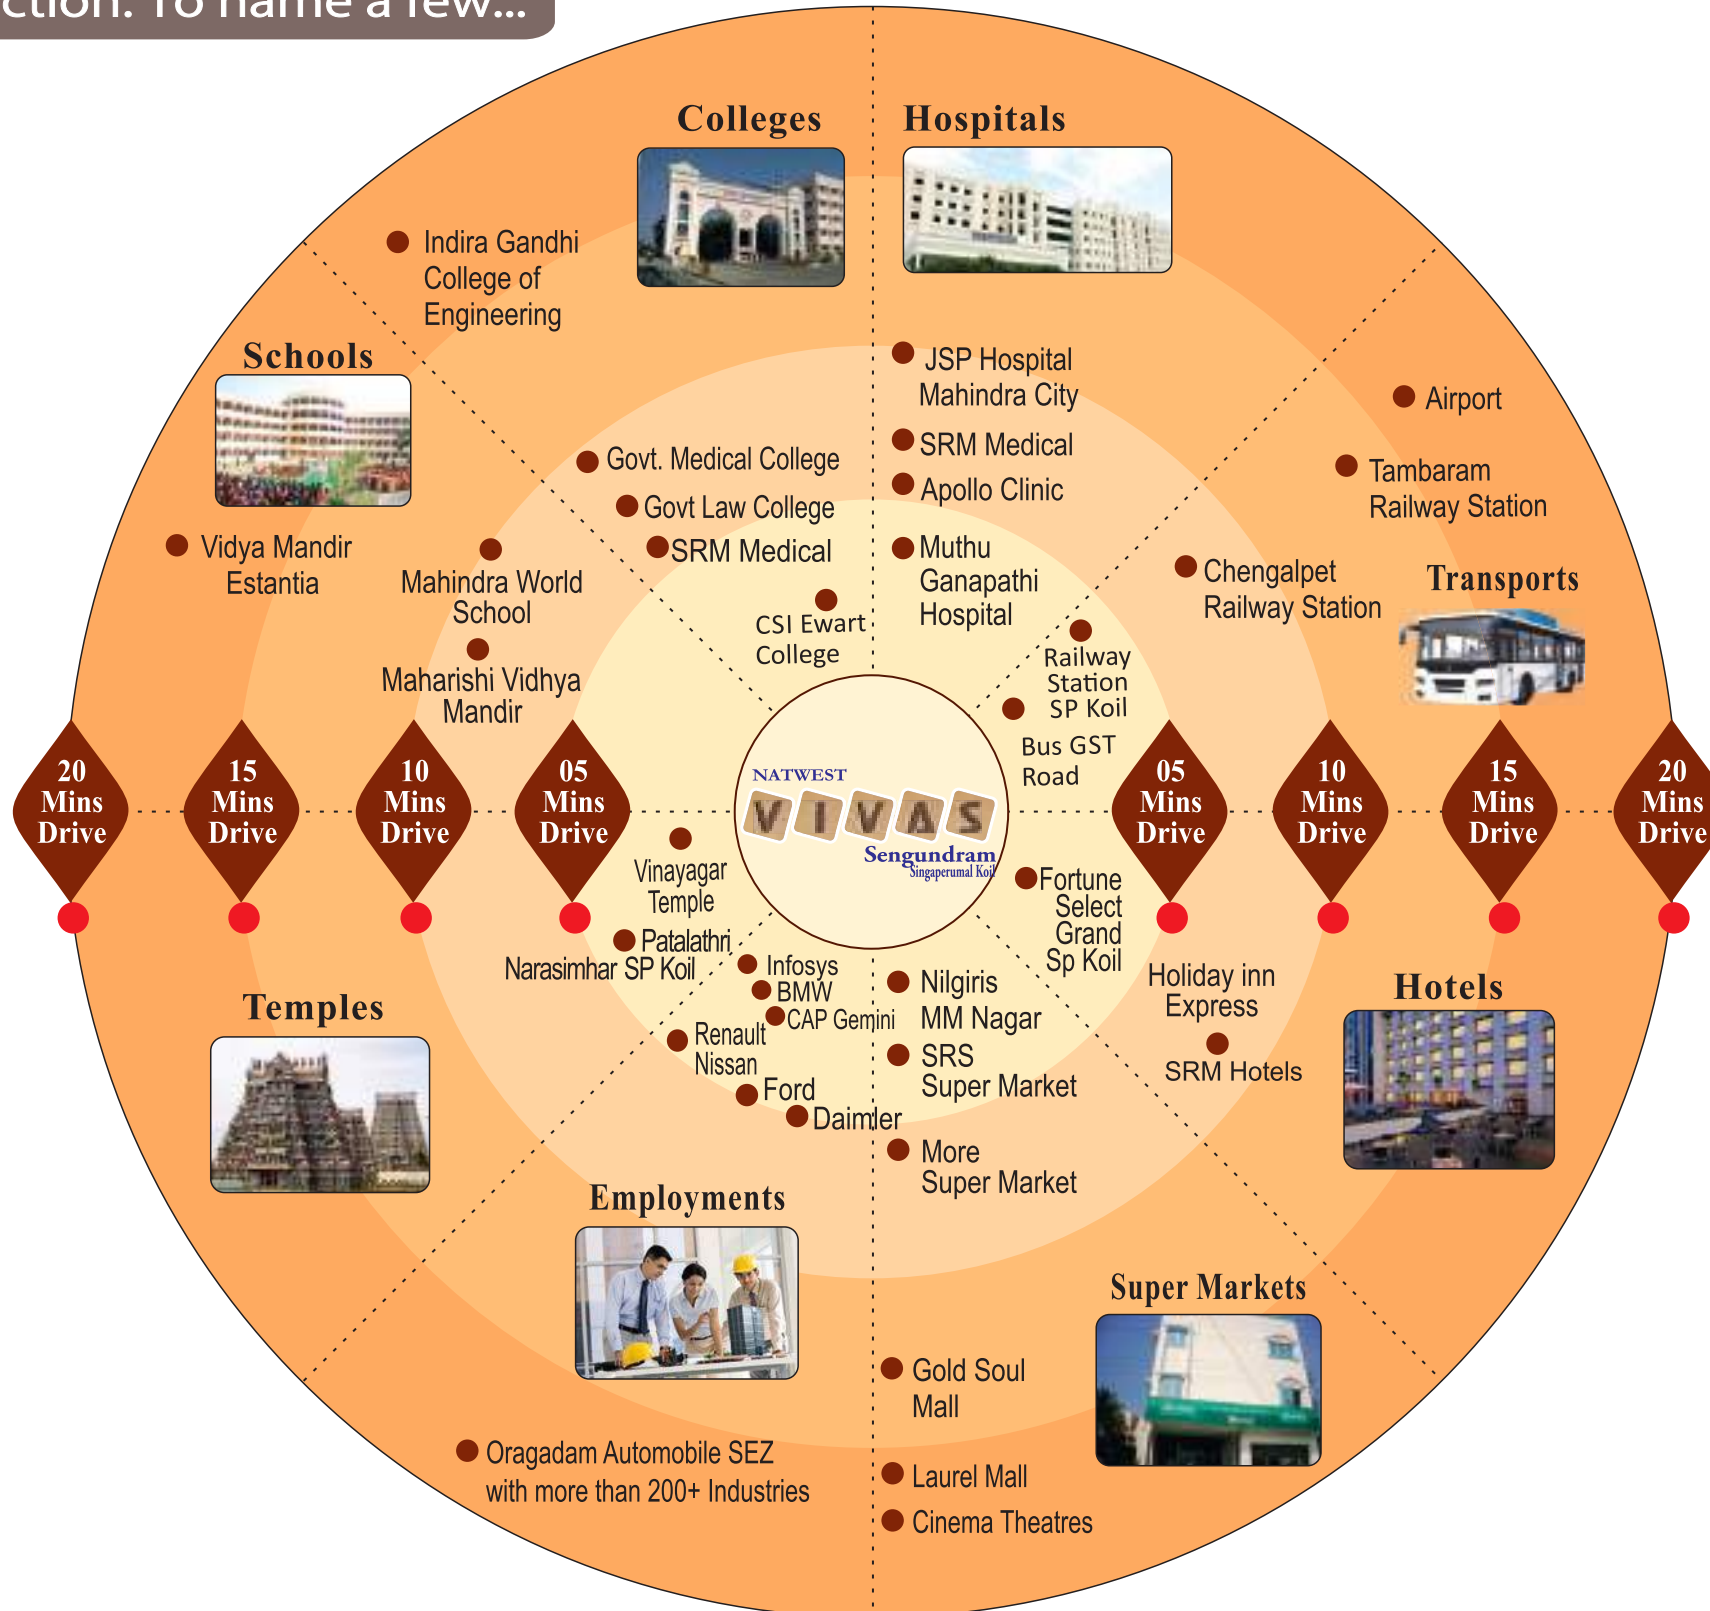 ction. To name a few...
Colleges
Hospitals
Indira Gandhi
College of
Engineering
Schools
JSP Hospital
Mahindra City
SRM Medical
Apollo Clinic
Muthu
Ganapathi
Hospital
Govt. Medical College
Govt Law College
SRM Medical
CSI Ewart
College
Airport
Tambaram
Railway Station
Chengalpet
Railway Station
Transports
Railway
Station
SP Koil
Bus GST
Road
Vidya Mandir
Estantia
Mahindra World
School
Maharishi Vidhya
Mandir
20
Mins
Drive
15
Mins
Drive
10
Mins
Drive
05
Mins
Drive
NATWEST
VIVAS
Sengundram
Singaperumal Koil
05
Mins
Drive
10
Mins
Drive
15
Mins
Drive
20
Mins
Drive
Vinayagar
Temple
Patalathri
Narasimhar SP Koil
Temples
Infosys
BMW
CAP Gemini
Renault
Nissan
Ford
Daimler
Employments
Oragadam Automobile SEZ
with more than 200+ Industries
Nilgiris
MM Nagar
SRS
Super Market
More
Super Market
Super Markets
Gold Soul
Mall
Laurel Mall
Cinema Theatres
Fortune
Select
Grand
Sp Koil
Holiday inn
Express
SRM Hotels
Hotels